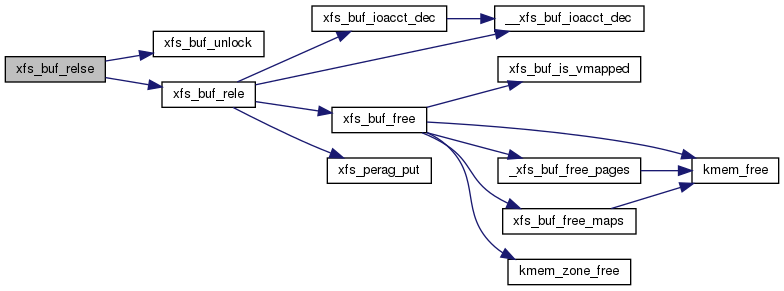 xfs_buf_relse
xfs_buf_unlock
xfs_buf_rele
xfs_buf_ioacct_dec
__xfs_buf_ioacct_dec
xfs_buf_free
xfs_perag_put
xfs_buf_is_vmapped
_xfs_buf_free_pages
xfs_buf_free_maps
kmem_zone_free
kmem_free